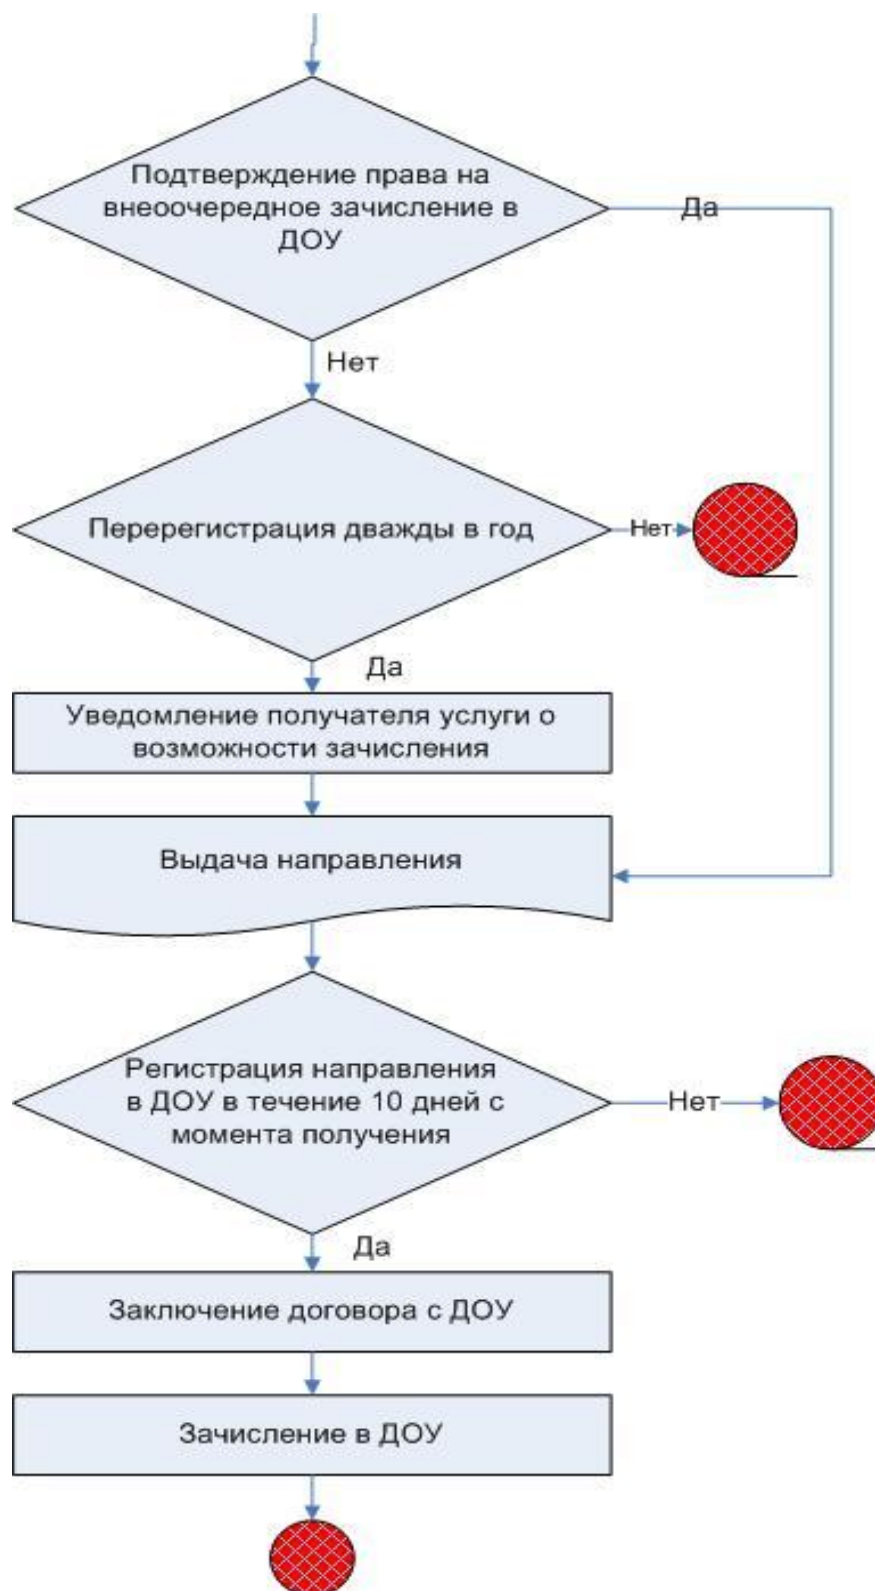 Подтверждение права на
внеоочередное зачисление в
ДОУ
Да
Нет
Перерегистрация дважды в год
Нет
Да
Уведомление получателя услуги о
возможности зачисления
Выдача направления
Регистрация направления
в ДОУ в течение 10 дней с
момента получения
Нет
Да
Заключение договора с ДОУ
Зачисление в ДОУ